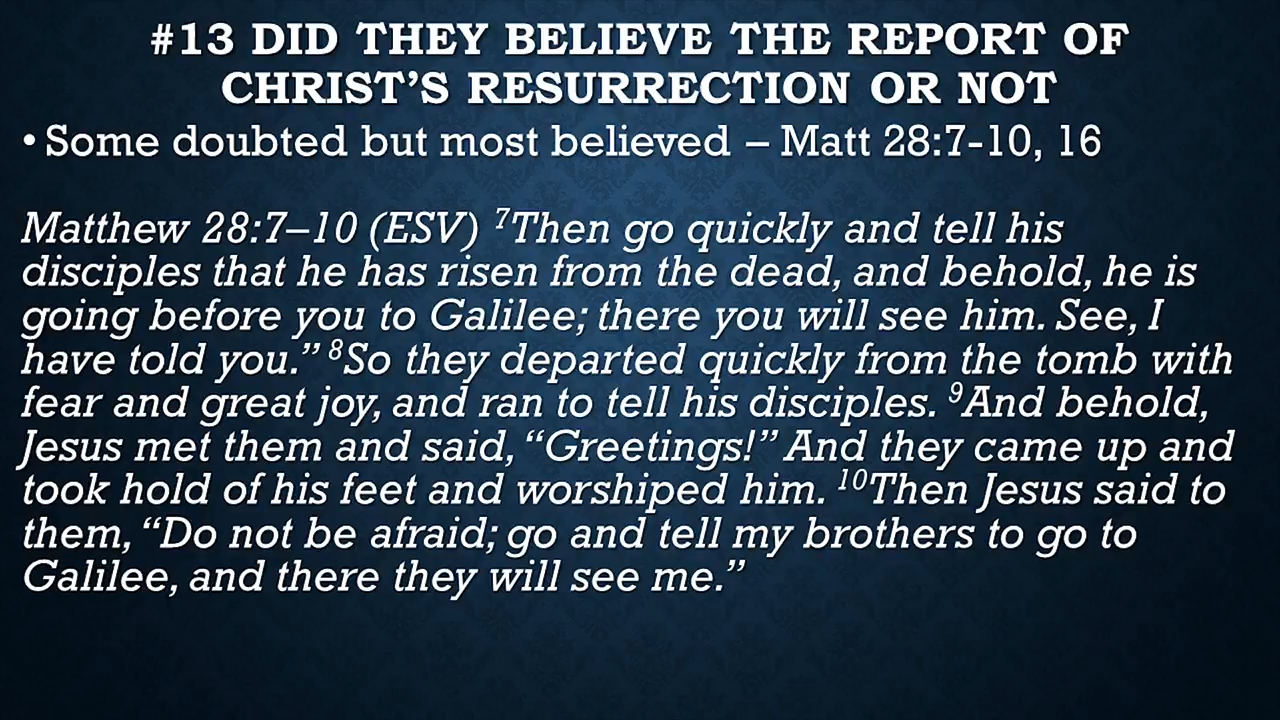 #13 DID THEY BELIEVE THE REPORT OF
CHRIST’S RESURRECTION OR NOT
• Some doubted but most believed – Matt 28:7-10, 16
Matthew 28:7–10 (ESV) ⁷Then go quickly and tell his
disciples that he has risen from the dead, and behold, he is
going before you to Galilee; there you will see him. See, I
have told you.” ⁸So they departed quickly from the tomb with
fear and great joy, and ran to tell his disciples. ⁹And behold,
Jesus met them and said, “Greetings!” And they came up and
took hold of his feet and worshiped him. ¹⁰Then Jesus said to
them, “Do not be afraid; go and tell my brothers to go to
Galilee, and there they will see me.”